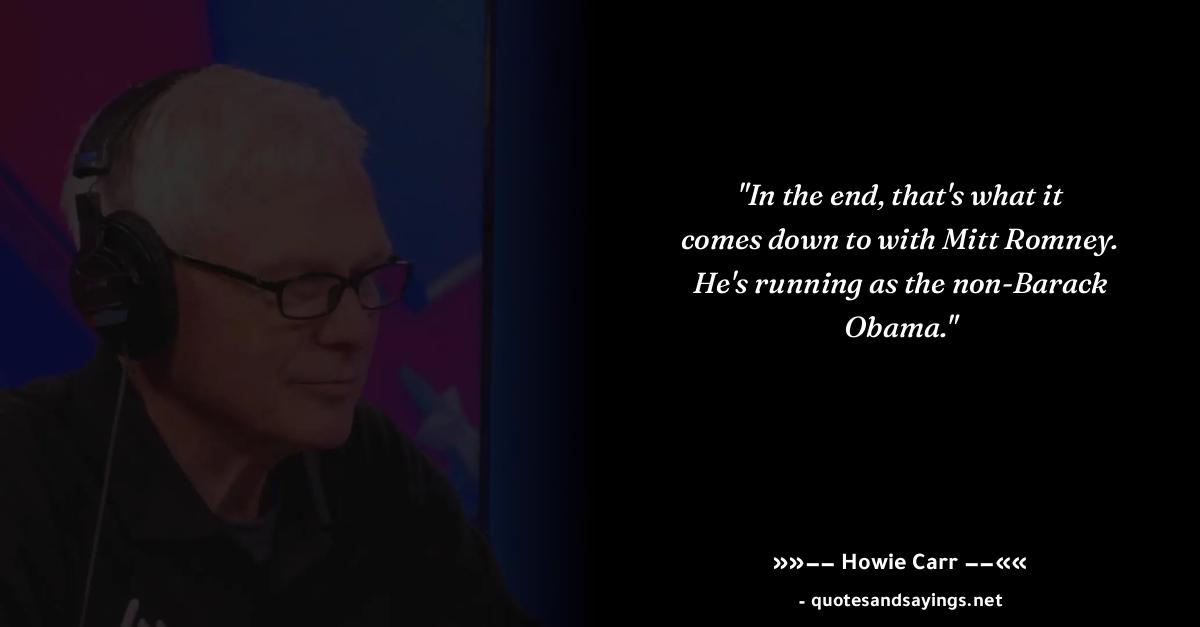 "In the end, that's what it
comes down to with Mitt Romney.
He's running as the non-Barack
Obama."
»»–– Howie Carr ––««
- quotesandsayings.net